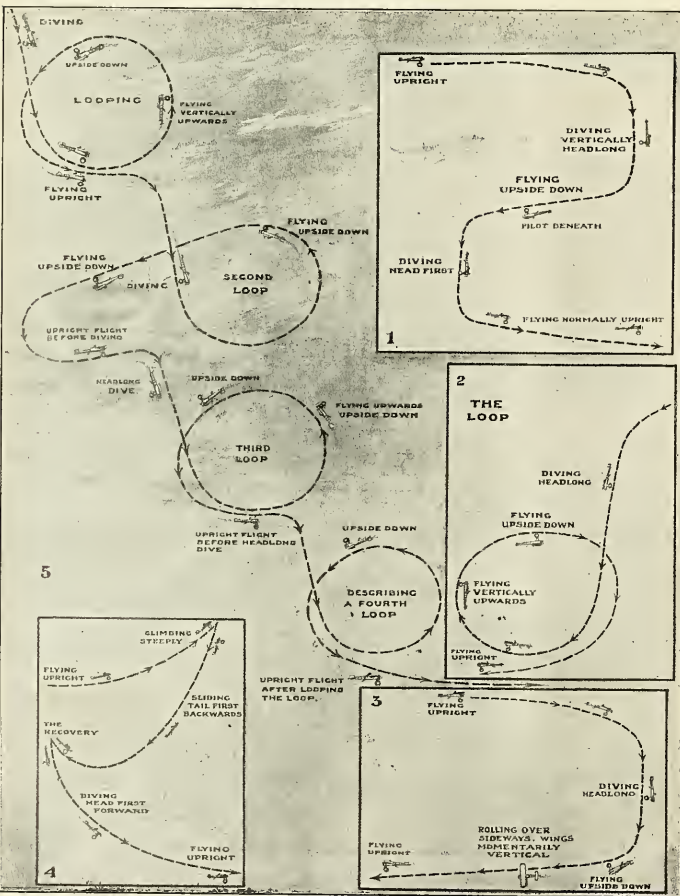 DIVING
UPSIDE DOWN
LOOPING
FLYING
VERTICALLY
UPWARDS
FLYING
UPRIGHT
FLYING
UPSIDE DOWN
FLYING
UPSIDE DOWN
DIVING
SECOND
LOOP
UPRIGHT FLIGHT
BEFORE DIVING
HEADLONG
DIVE
UPSIDE DOWN
FLYING UPWARDS
UPSIDE DOWN
THIRD
LOOP
UPRIGHT FLIGHT
BEFORE HEADLONG
DIVE
UPSIDE DOWN
DESCRIBING
A FOURTH
LOOP
UPRIGHT FLIGHT
AFTER LOOPING
THE LOOP.
5
FLYING
UPRIGHT
DIVING
VERTICALLY
HEADLONG
FLYING
UPSIDE DOWN
PILOT BENEATH
DIVING
HEAD FIRST
FLYING NORMALLY UPRIGHT
1
2
THE
LOOP
DIVING
HEADLONG
FLYING
UPSIDE DOWN
FLYING
VERTICALLY
UPWARDS
FLYING
UPRIGHT
3
FLYING
UPRIGHT
DIVING
HEADLONG
ROLLING OVER
SIDEWAYS. WINGS
MOMENTARILY
VERTICAL
FLYING
UPRIGHT
FLYING
UPSIDE DOWN
CLIMBING
STEEPLY
FLYING
UPRIGHT
SLIDING
TAIL FIRST
BACKWARDS
THE
RECOVERY
DIVING
HEAD FIRST
FORWARD
FLYING
UPRIGHT
4